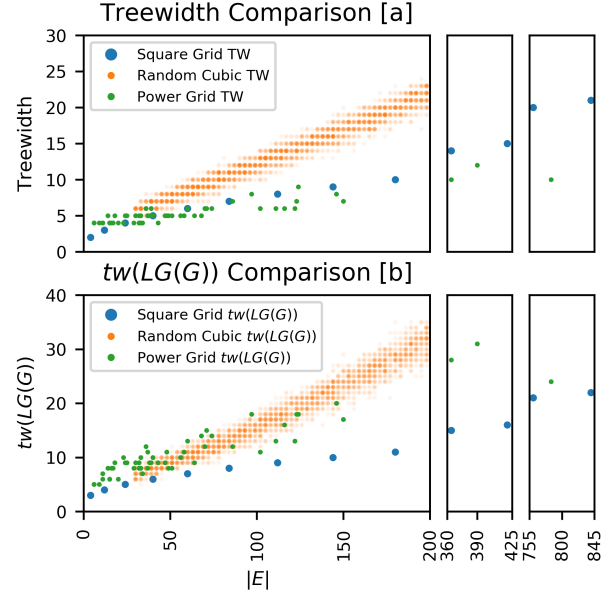 Treewidth Comparison [a]
Treewidth
30
25
20
15
10
5
0
Square Grid TW
Random Cubic TW
Power Grid TW
tw(LG(G)) Comparison [b]
tw(LG(G))
40
30
20
10
0
Square Grid tw(LG(G))
Random Cubic tw(LG(G))
Power Grid tw(LG(G))
0 50 100 150 200 360 390 425 755 800 845
|E|